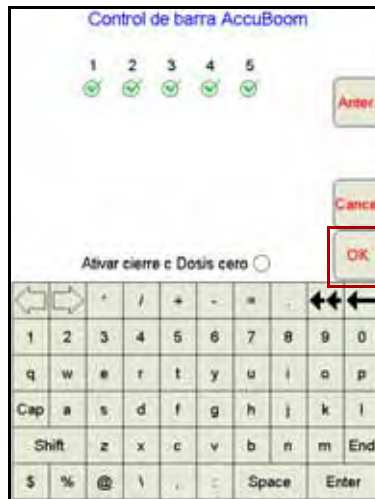 Control de barra AccuBoom
1 2 3 4 5
Anter.
Cance
OK
Ativar cierre c Dosis cero
/ + - = .
1 2 3 4 5 6 7 8 9 0
q w e r t y u i o p
Cap a s d f g h j k l
Shift z x c v b n m End
$ % @ \ , : Space Enter